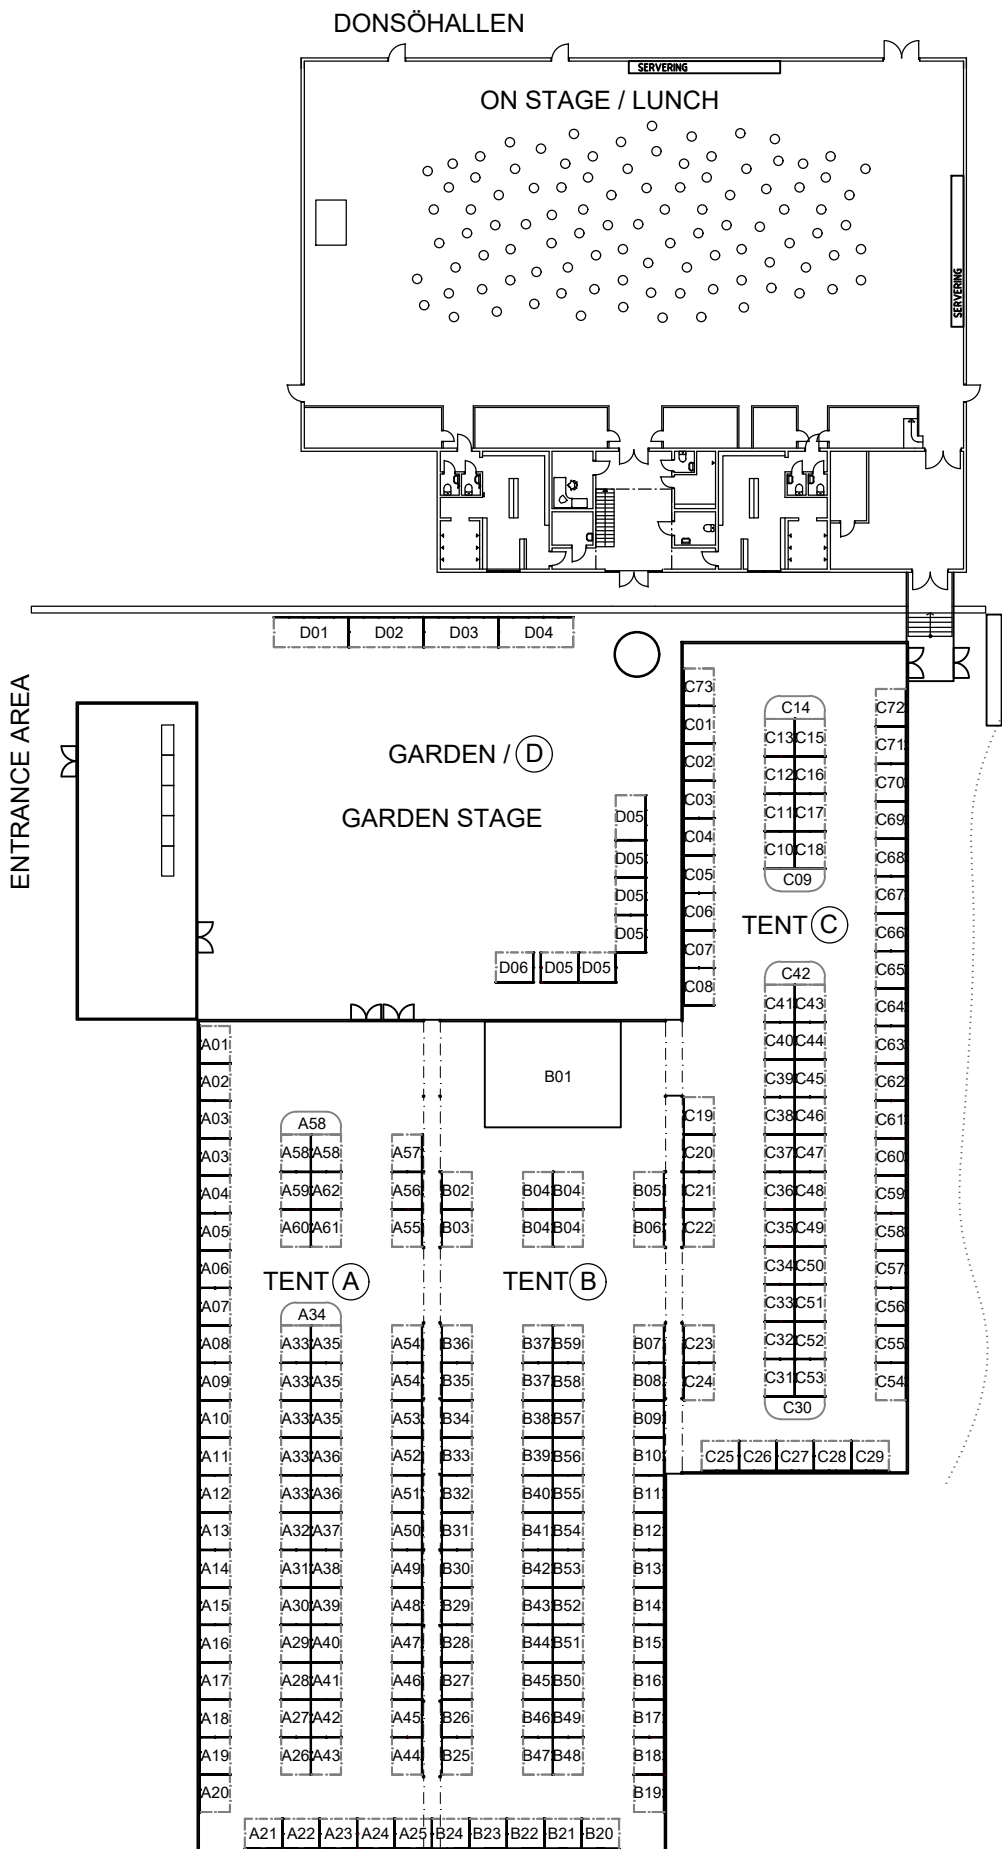 DONSÖHALLEN
SERVERING
ON STAGE / LUNCH
SERVERING
D01 D02 D03 D04
ENTRANCE AREA
GARDEN / D
GARDEN STAGE
D05
D05
D05
D05
D06 D05 D05
C73
C01
C02
C03
C04
C05
C06
C07
C08
C14
C13 C15
C12 C16
C11 C17
C10 C18
C09
TENT C
C42
C41 C43
C40 C44
C39 C45
C38 C46
C37 C47
C36 C48
C35 C49
C34 C50
C33 C51
C32 C52
C31 C53
C30
C72
C71
C70
C69
C68
C67
C66
C65
C64
C63
C62
C61
C60
C59
C58
C57
C56
C55
C54
C19
C20
C21
C22
C23
C24
C25 C26 C27 C28 C29
A01
A02
A03
A03
A04
A05
A06
A07
A08
A09
A10
A11
A12
A13
A14
A15
A16
A17
A18
A19
A20
A58
A58 A58
A59 A62
A60 A61
A57
A56
A55
TENT A
A34
A33 A35
A33 A35
A33 A35
A33 A36
A33 A36
A32 A37
A31 A38
A30 A39
A29 A40
A28 A41
A27 A42
A26 A43
A54
A54
A53
A52
A51
A50
A49
A48
A47
A46
A45
A44
B01
B02
B03
B04 B04
B04 B04
B05
B06
TENT B
B36
B35
B34
B33
B32
B31
B30
B29
B28
B27
B26
B25
B37 B59
B37 B58
B38 B57
B39 B56
B40 B55
B41 B54
B42 B53
B43 B52
B44 B51
B45 B50
B46 B49
B47 B48
B07
B08
B09
B10
B11
B12
B13
B14
B15
B16
B17
B18
B19
A21 A22 A23 A24 A25 B24 B23 B22 B21 B20